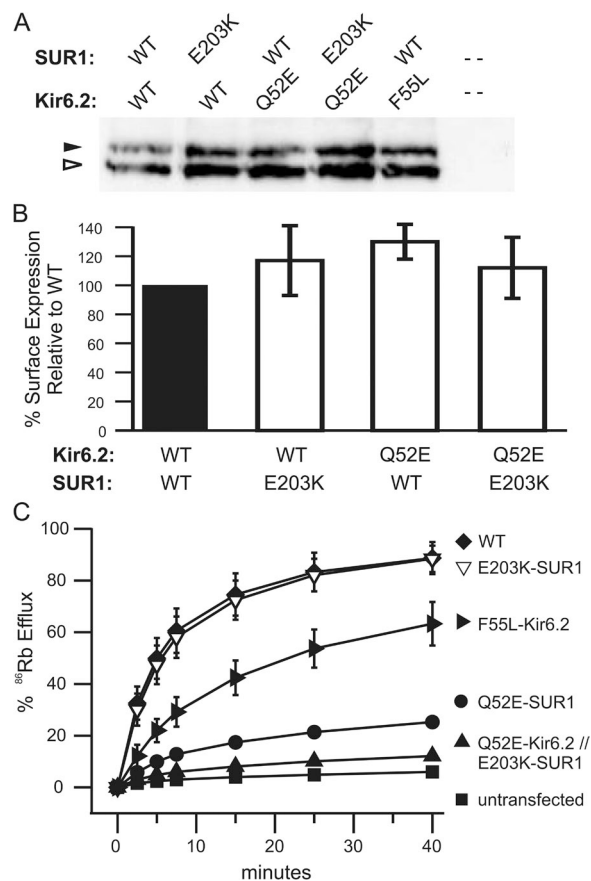 A
SUR1: WT E203K WT E203K WT - -
Kir6.2: WT WT Q52E Q52E F55L - -
B
% Surface Expression
Relative to WT
140
120
100
80
60
40
20
0
Kir6.2: WT WT Q52E Q52E
SUR1: WT E203K WT E203K
C
% ⁸⁶Rb Efflux
100
80
60
40
20
0
0 10 20 30 40
minutes
WT
E203K-SUR1
F55L-Kir6.2
Q52E-SUR1
Q52E-Kir6.2 //
E203K-SUR1
untransfected